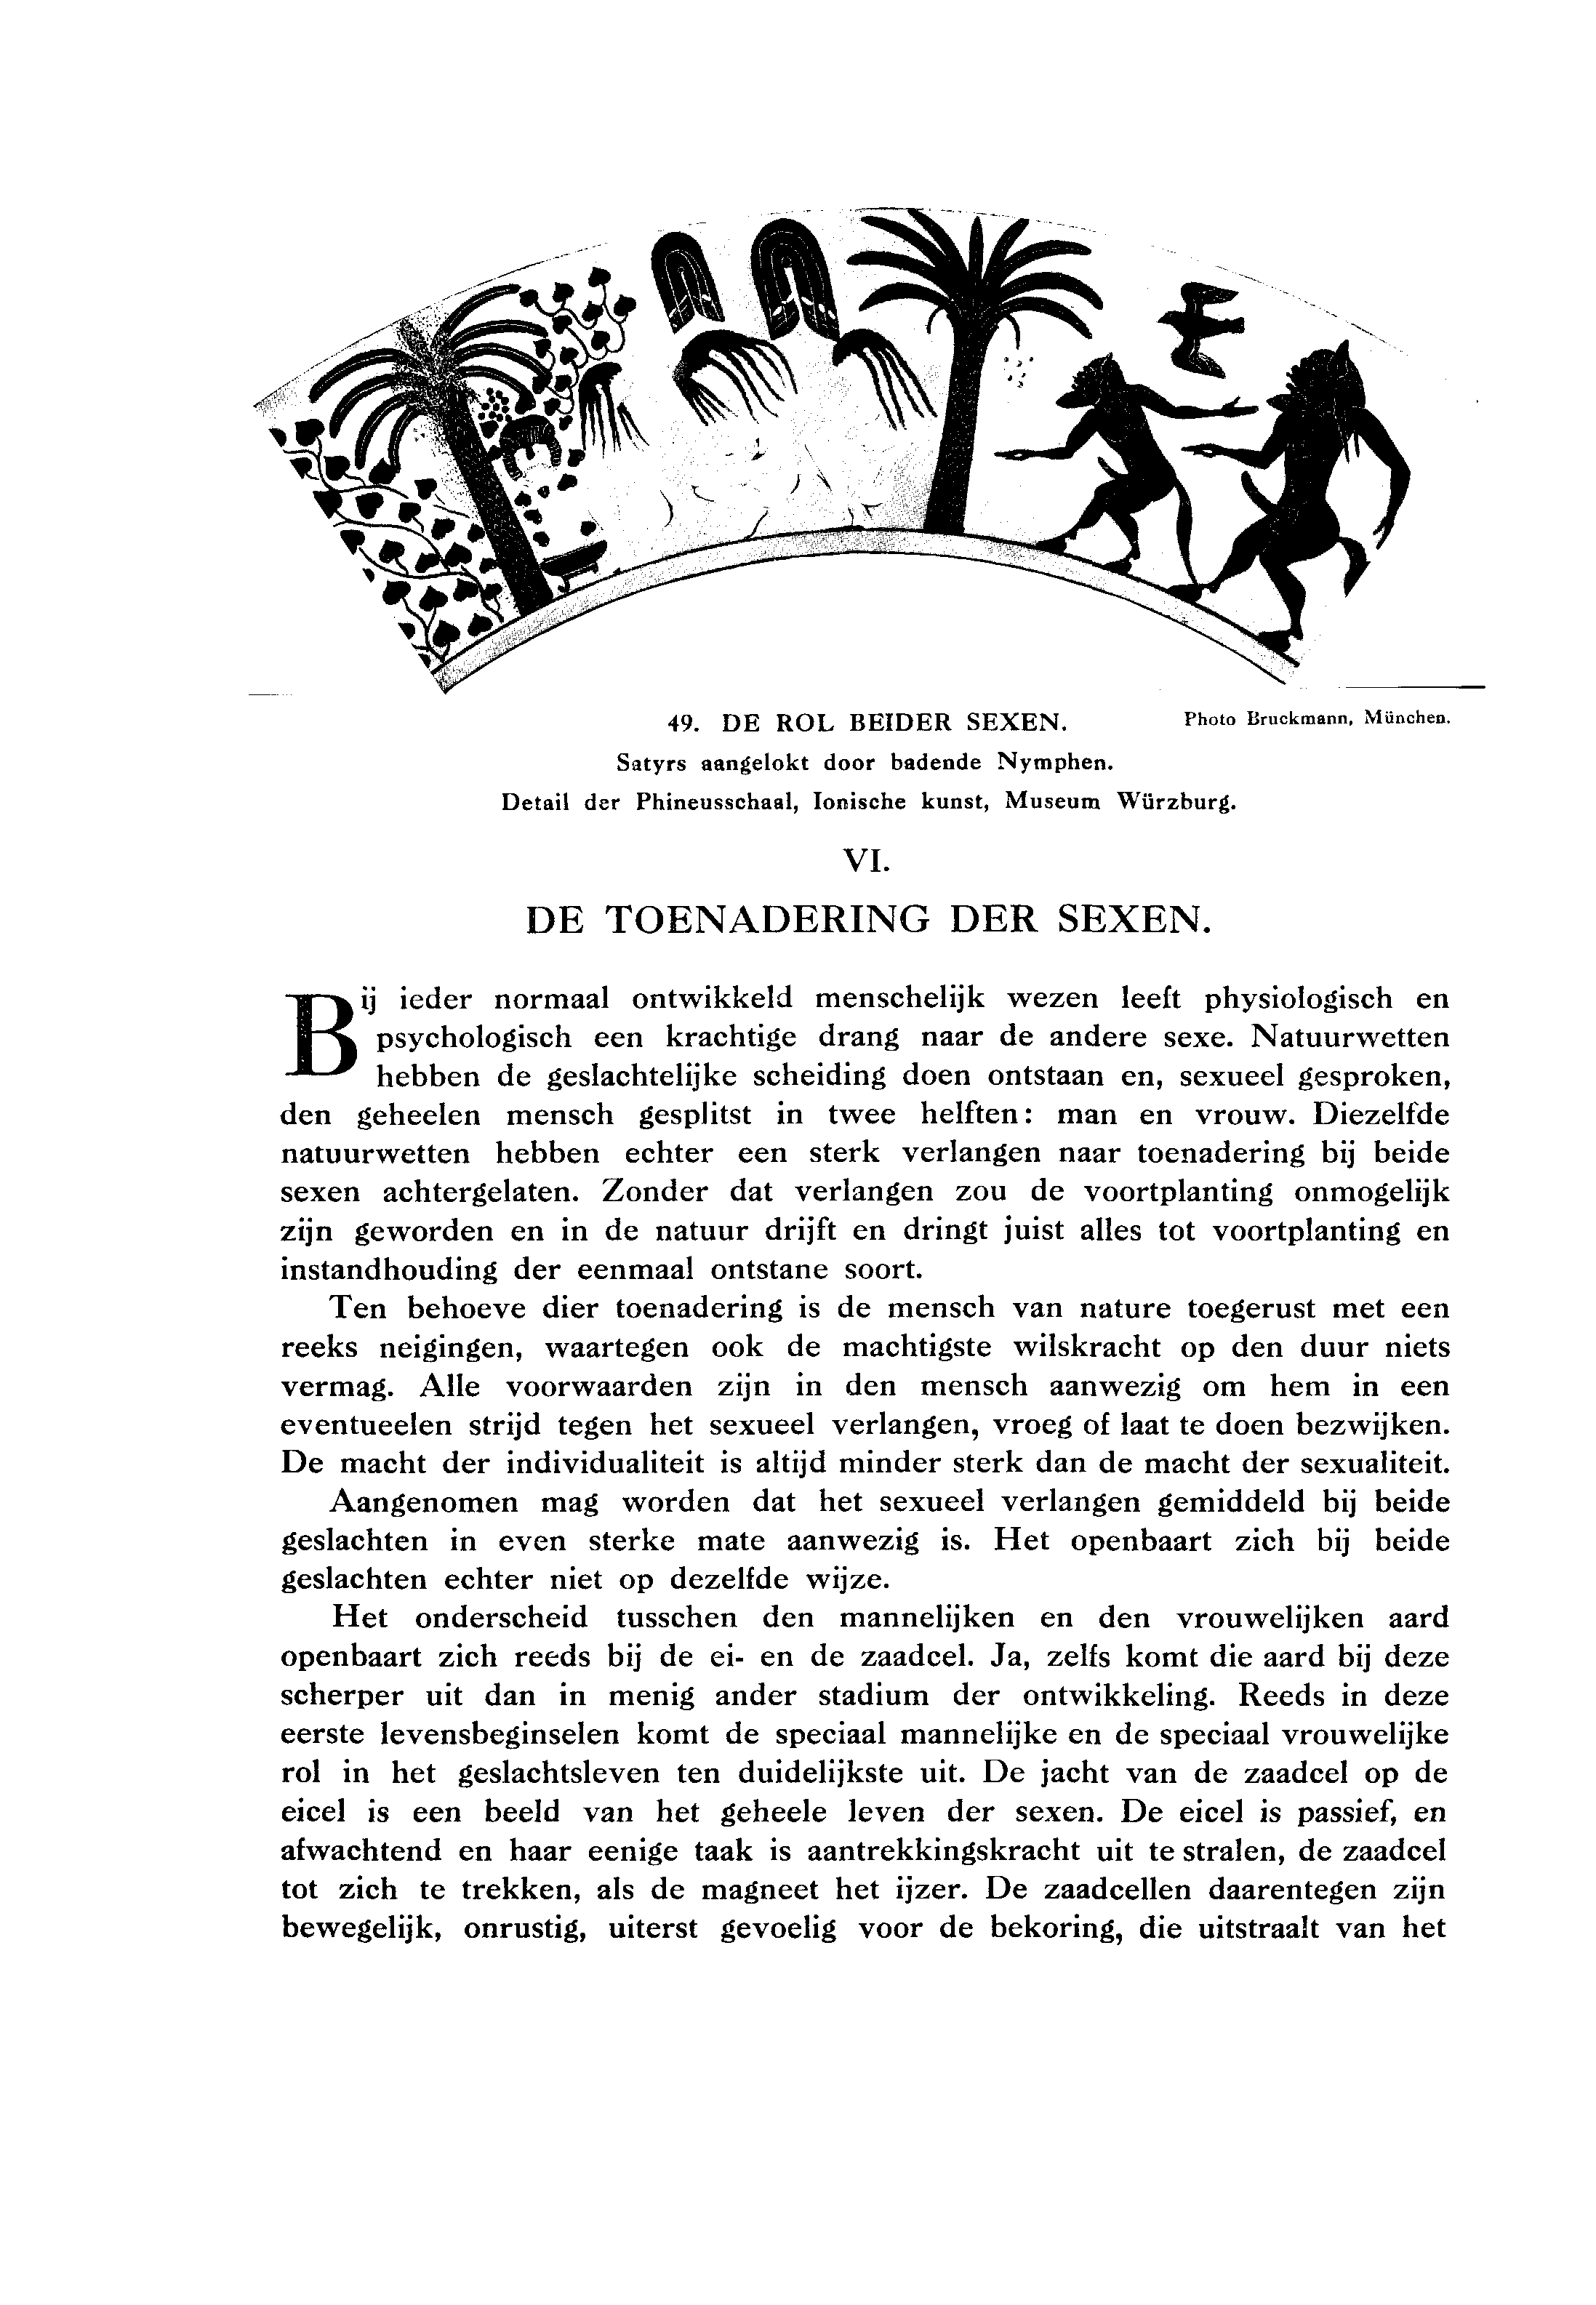 49. DE ROL BEIDER SEXEN.
Photo Bruckmann, München.
Satyrs aangelokt door badende Nymphen.
Detail der Phineusschaal, Ionische kunst, Museum Würzburg.
VI.
DE TOENADERING DER SEXEN.
Bij ieder normaal ontwikkeld menschelijk wezen leeft physiologisch en
psychologisch een krachtige drang naar de andere sexe. Natuurwetten
hebben de geslachtelijke scheiding doen ontstaan en, sexueel gesproken,
den geheelen mensch gesplitst in twee helften: man en vrouw. Diezelfde
natuurwetten hebben echter een sterk verlangen naar toenadering bij beide
sexen achtergelaten. Zonder dat verlangen zou de voortplanting onmogelijk
zijn geworden en in de natuur drijft en dringt juist alles tot voortplanting en
instandhouding der eenmaal ontstane soort.
Ten behoeve dier toenadering is de mensch van nature toegerust met een
reeks neigingen, waartegen ook de machtigste wilskracht op den duur niets
vermag. Alle voorwaarden zijn in den mensch aanwezig om hem in een
eventueelen strijd tegen het sexueel verlangen, vroeg of laat te doen bezwijken.
De macht der individualiteit is altijd minder sterk dan de macht der sexualiteit.
Aangenomen mag worden dat het sexueel verlangen gemiddeld bij beide
geslachten in even sterke mate aanwezig is. Het openbaart zich bij beide
geslachten echter niet op dezelfde wijze.
Het onderscheid tusschen den mannelijken en den vrouwelijken aard
openbaart zich reeds bij de ei- en de zaadcel. Ja, zelfs komt die aard bij deze
scherper uit dan in menig ander stadium der ontwikkeling. Reeds in deze
eerste levensbeginselen komt de speciaal mannelijke en de speciaal vrouwelijke
rol in het geslachtsleven ten duidelijkste uit. De jacht van de zaadcel op de
eicel is een beeld van het geheele leven der sexen. De eicel is passief, en
afwachtend en haar eenige taak is aantrekkingskracht uit te stralen, de zaadcel
tot zich te trekken, als de magneet het ijzer. De zaadcellen daarentegen zijn
bewegelijk, onrustig, uiterst gevoelig voor de bekoring, die uitstraalt van het